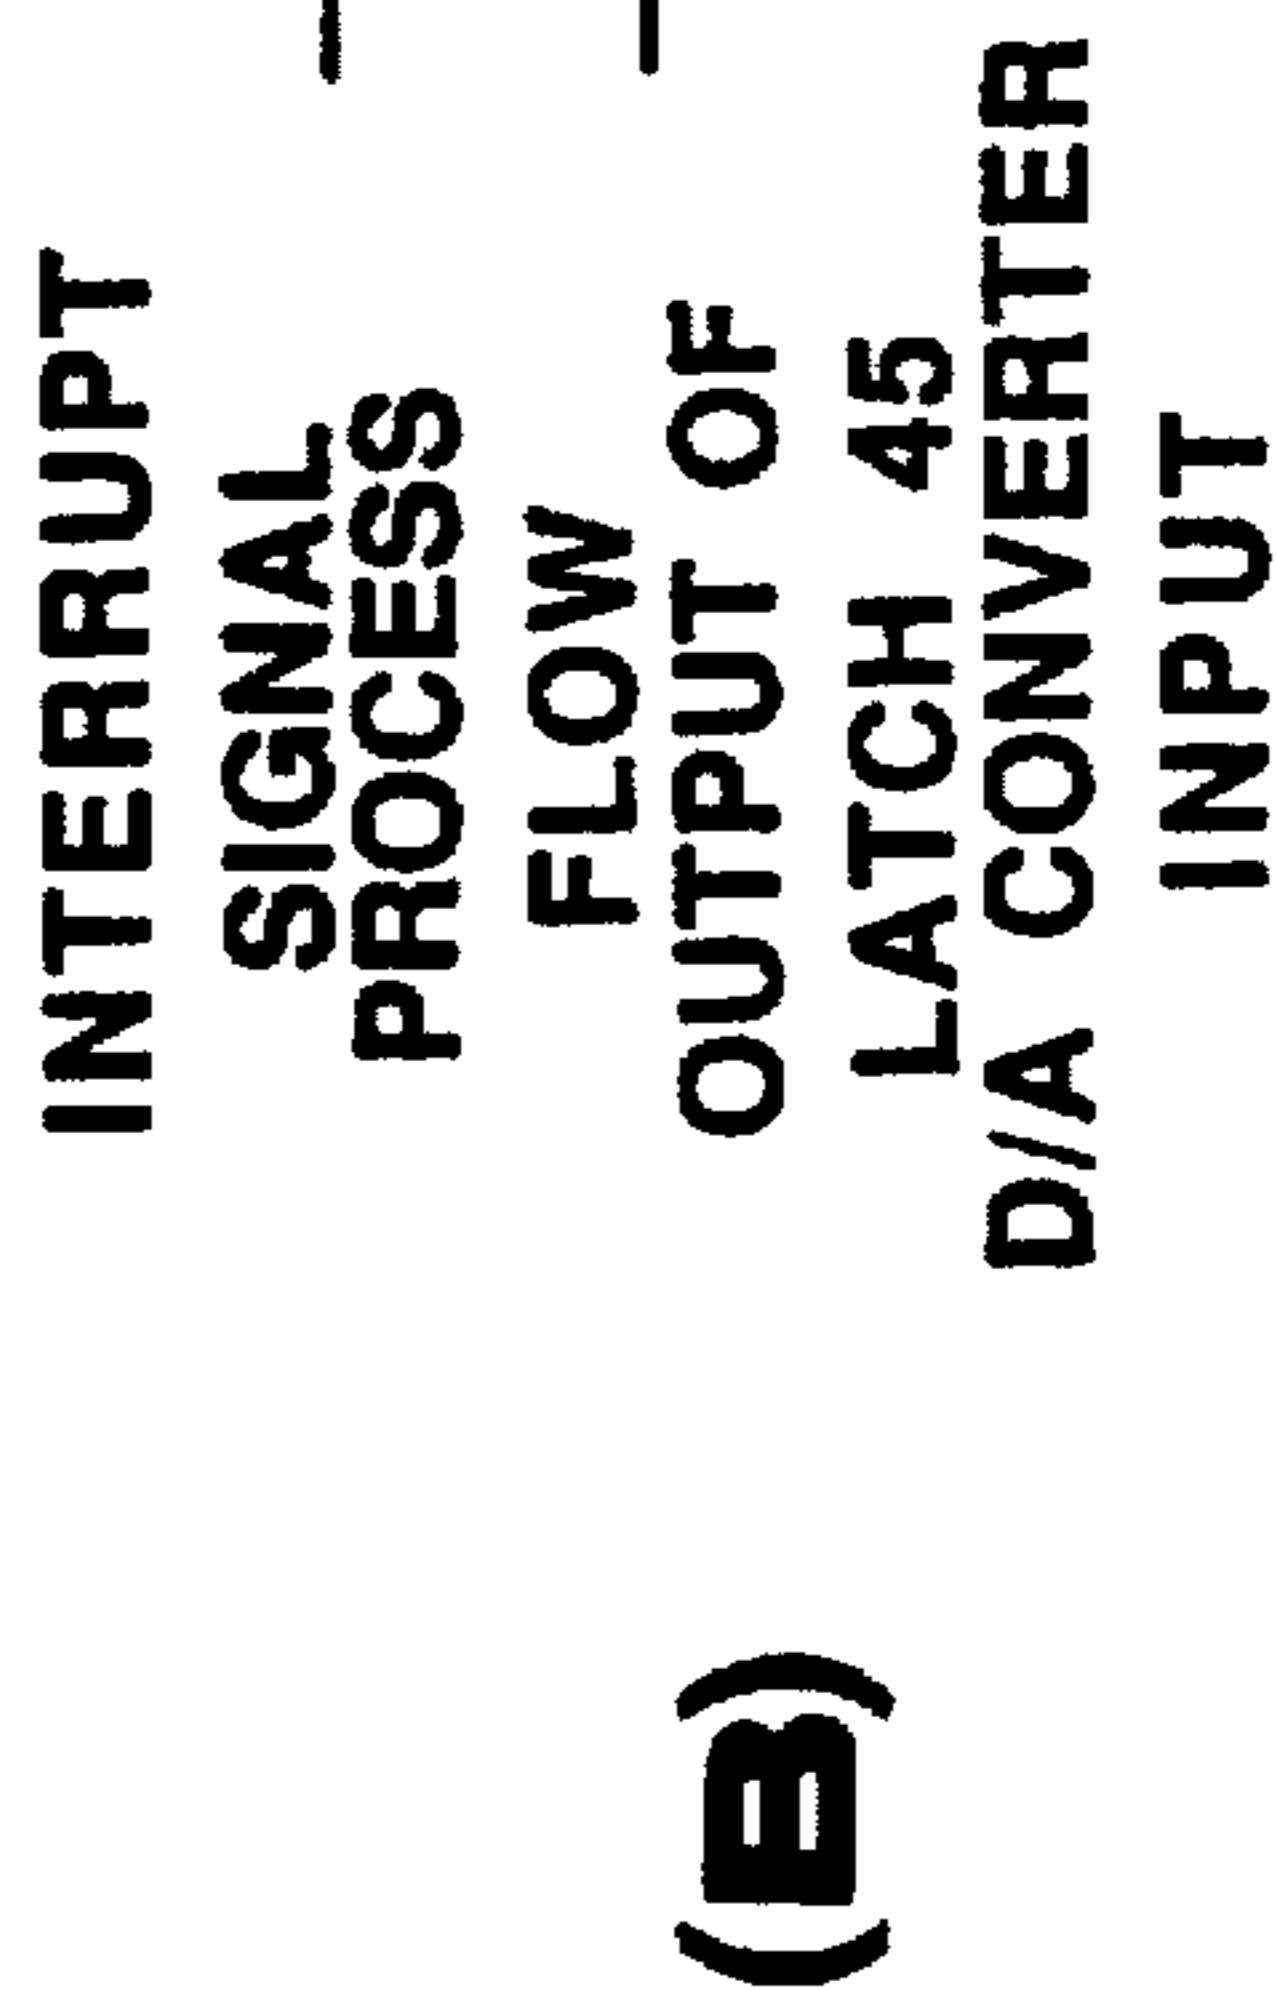 INTERRUPT
SIGNAL
PROCESS
FLOW
OUTPUT OF
LATCH 45
D/A CONVERTER
INPUT
(B)